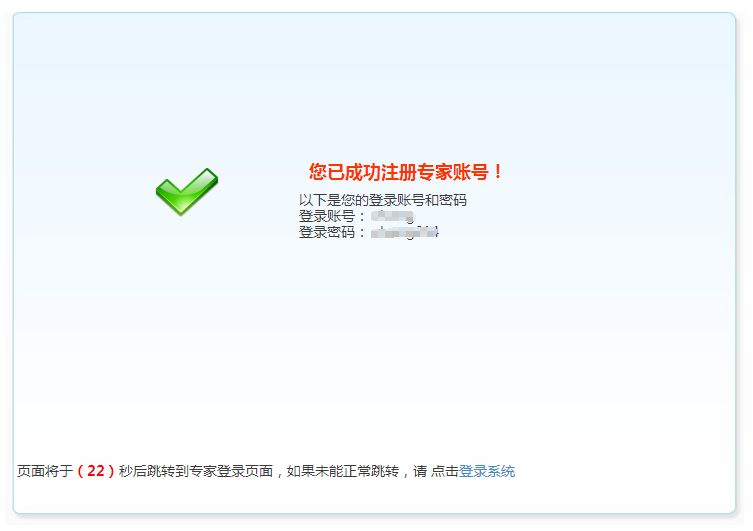 您已成功注册专家账号！
以下是您的登录账号和密码
登录账号：
登录密码：
页面将于（22）秒后跳转到专家登录页面，如果未能正常跳转，请 点击登录系统